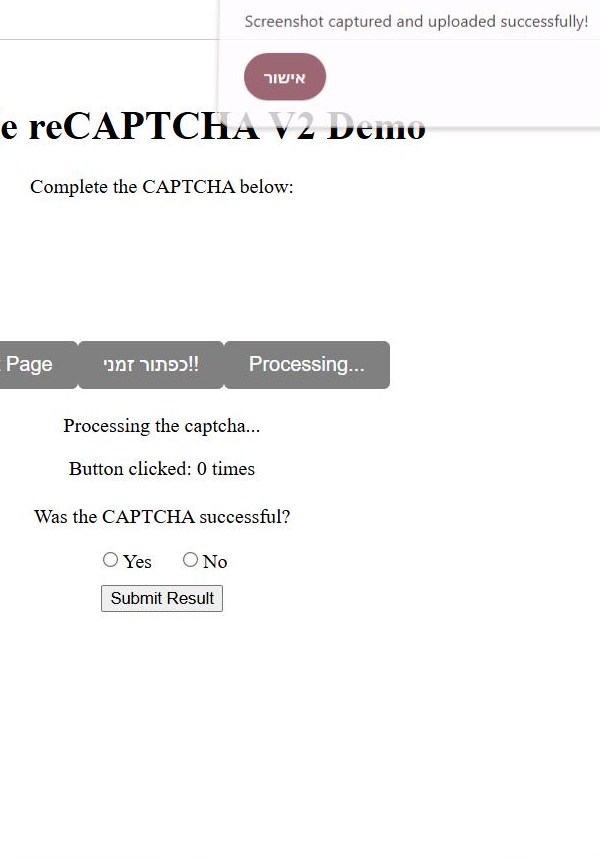 Screenshot captured and uploaded successfully!
אישור
e reCAPTCHA V2 Demo
Complete the CAPTCHA below:
Page כפתור זמני!! Processing...
Processing the captcha...
Button clicked: 0 times
Was the CAPTCHA successful?
Yes No
Submit Result